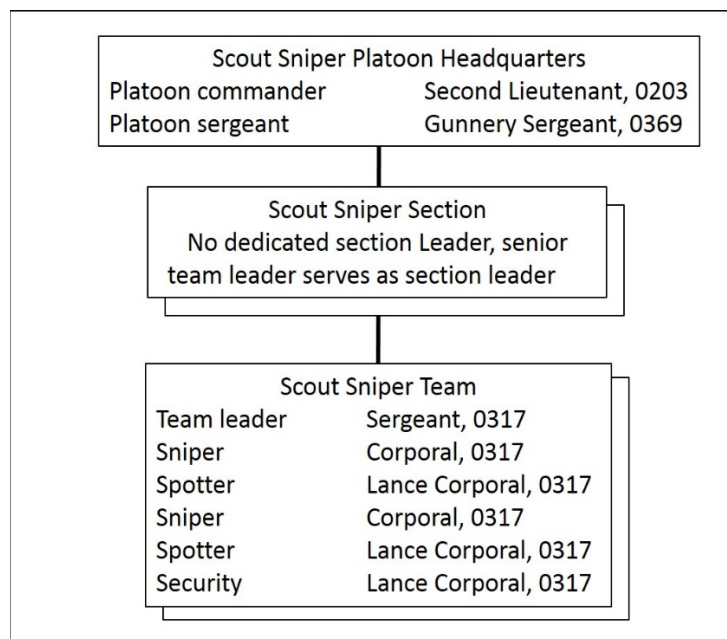 Scout Sniper Platoon Headquarters
Platoon commander Second Lieutenant, 0203
Platoon sergeant Gunnery Sergeant, 0369
Scout Sniper Section
No dedicated section Leader, senior
team leader serves as section leader
Scout Sniper Team
Team leader Sergeant, 0317
Sniper Corporal, 0317
Spotter Lance Corporal, 0317
Sniper Corporal, 0317
Spotter Lance Corporal, 0317
Security Lance Corporal, 0317